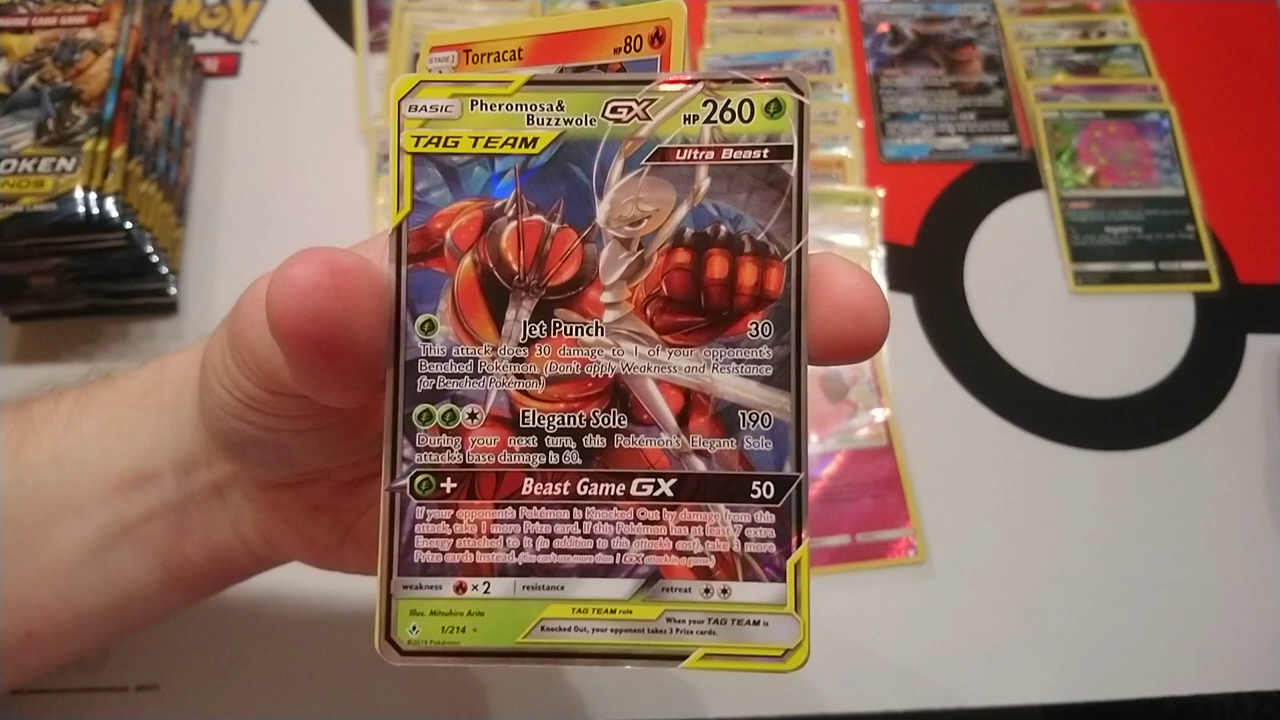 TRADING CARD GAME
OKEN
STAGE 1 Torracat HP 80
BASIC Pheromosa& Buzzwole GX HP 260
TAG TEAM
Ultra Beast
Jet Punch 30
This attack does 30 damage to 1 of your opponent's
Benched Pokémon. (Don't apply Weakness and Resistance
for Benched Pokémon.)
Elegant Sole 190
During your next turn, this Pokémon's Elegant Sole
attack's base damage is 60.
+ Beast Game GX 50
If your opponent's Pokémon is Knocked Out by damage from this
attack, take 1 more Prize card. If this Pokémon has at least 7 extra
Energy attached to it (in addition to this attack's cost), take 3 more
Prize cards instead. (You can't use more than 1 GX attack in a game.)
weakness × 2 resistance retreat
Illus. Mitsuhiro Arita
TAG TEAM rule
When your TAG TEAM is
Knocked Out, your opponent takes 3 Prize cards.
1/214
©2019 Pokémon